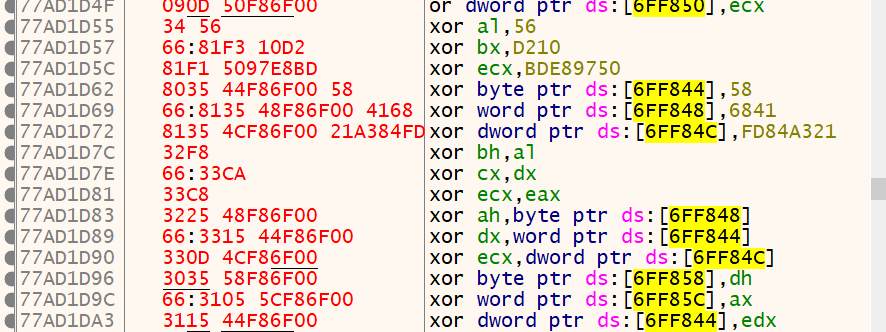 77AD1D4F 090D 50F86F00 or dword ptr ds:[6FF850],ecx
77AD1D55 34 56 xor al,56
77AD1D57 66:81F3 10D2 xor bx,D210
77AD1D5C 81F1 5097E8BD xor ecx,BDE89750
77AD1D62 8035 44F86F00 58 xor byte ptr ds:[6FF844],58
77AD1D69 66:8135 48F86F00 4168 xor word ptr ds:[6FF848],6841
77AD1D72 8135 4CF86F00 21A384FD xor dword ptr ds:[6FF84C],FD84A321
77AD1D7C 32F8 xor bh,al
77AD1D7E 66:33CA xor cx,dx
77AD1D81 33C8 xor ecx,eax
77AD1D83 3225 48F86F00 xor ah,byte ptr ds:[6FF848]
77AD1D89 66:3315 44F86F00 xor dx,word ptr ds:[6FF844]
77AD1D90 330D 4CF86F00 xor ecx,dword ptr ds:[6FF84C]
77AD1D96 3035 58F86F00 xor byte ptr ds:[6FF858],dh
77AD1D9C 66:3105 5CF86F00 xor word ptr ds:[6FF85C],ax
77AD1DA3 3115 44F86F00 xor dword ptr ds:[6FF844],edx